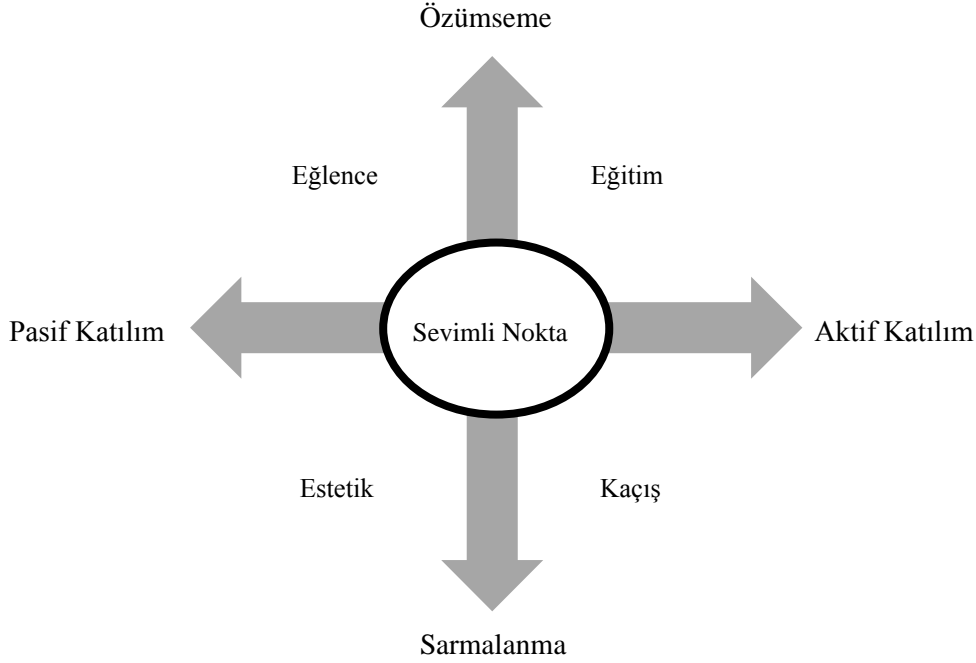 Özümseme
Eğlence
Eğitim
Pasif Katılım
Sevimli Nokta
Aktif Katılım
Estetik
Kaçış
Sarmalanma